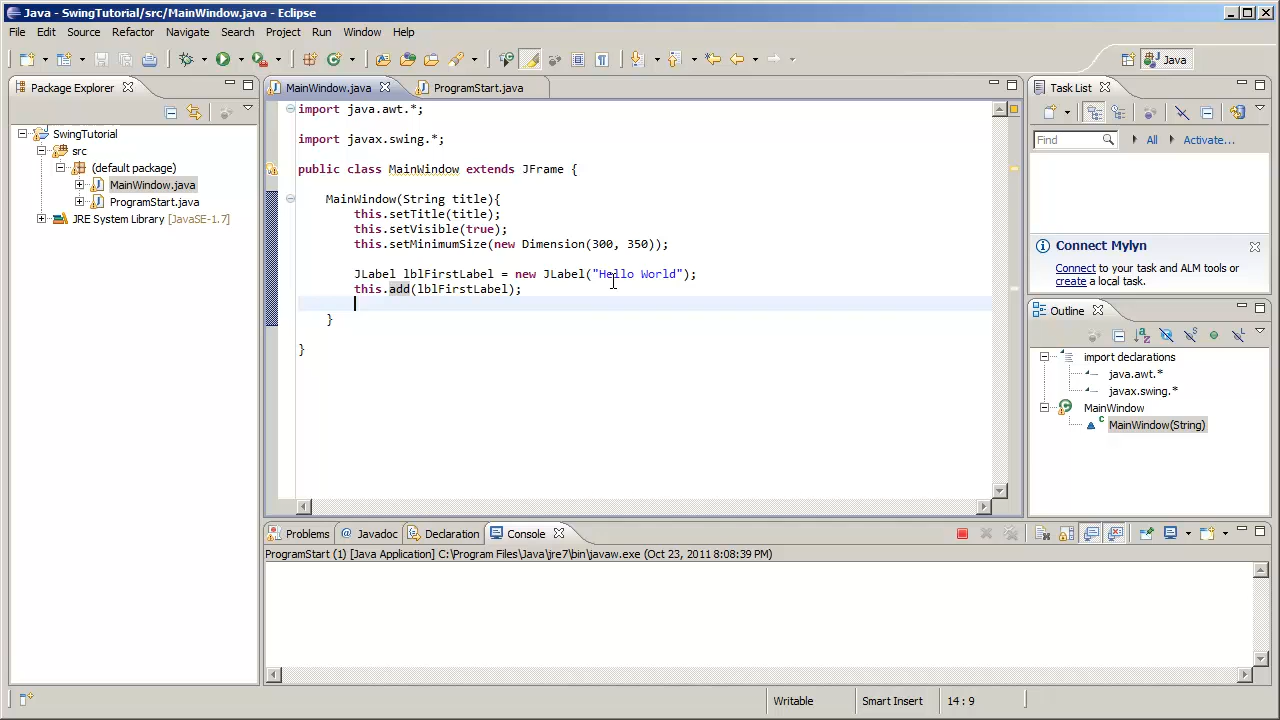 Java - SwingTutorial/src/MainWindow.java - Eclipse
File Edit Source Refactor Navigate Search Project Run Window Help
Java
Package Explorer
MainWindow.java
ProgramStart.java
Task List
SwingTutorial
src
(default package)
MainWindow.java
ProgramStart.java
JRE System Library [JavaSE-1.7]
import java.awt.*;
import javax.swing.*;
public class MainWindow extends JFrame {
MainWindow(String title){
this.setTitle(title);
this.setVisible(true);
this.setMinimumSize(new Dimension(300, 350));
JLabel lblFirstLabel = new JLabel("Hello World");
this.add(lblFirstLabel);
}
}
Find All Activate...
Connect Mylyn
Connect to your task and ALM tools or
create a local task.
Outline
import declarations
java.awt.*
javax.swing.*
MainWindow
MainWindow(String)
Problems Javadoc Declaration Console
ProgramStart (1) [Java Application] C:\Program Files\Java\jre7\bin\javaw.exe (Oct 23, 2011 8:08:39 PM)
Writable Smart Insert 14 : 9